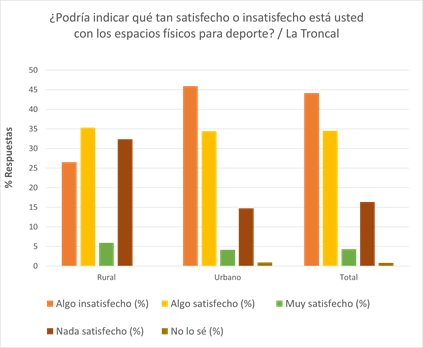 ¿Podría indicar qué tan satisfecho o insatisfecho está usted
con los espacios físicos para deporte? / La Troncal
% Respuestas
50
45
40
35
30
25
20
15
10
5
0
Rural
Urbano
Total
Algo insatisfecho (%)
Algo satisfecho (%)
Muy satisfecho (%)
Nada satisfecho (%)
No lo sé (%)